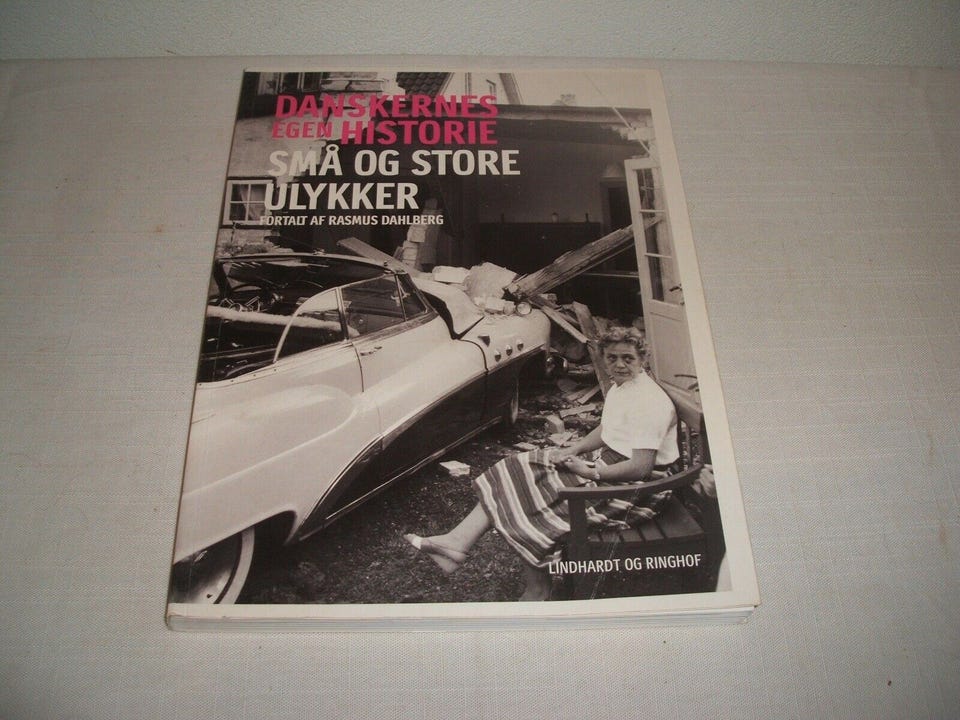 DANSKERNES
EGEN HISTORIE
SMÅ OG STORE
ULYKKER
FORTALT AF RASMUS DAHLBERG
LINDHARDT OG RINGHOF